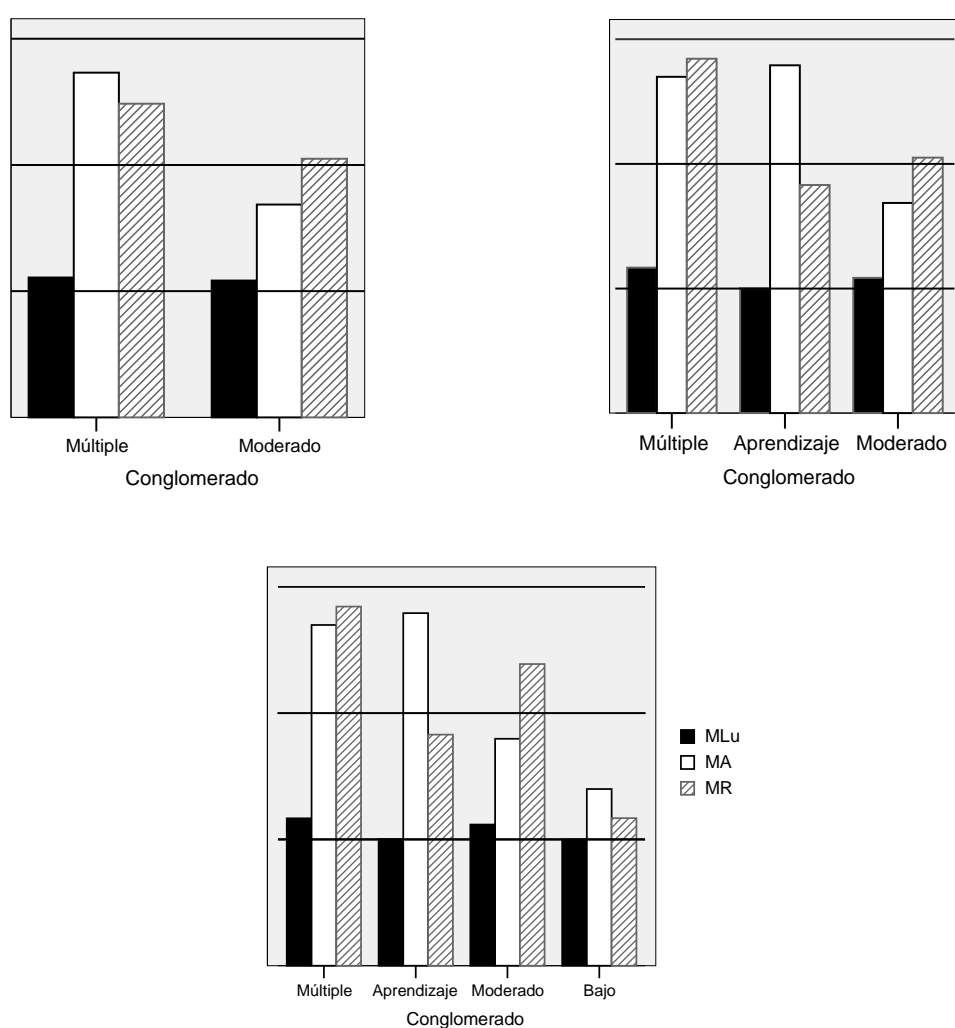 Múltiple Moderado
Conglomerado
Múltiple Aprendizaje Moderado
Conglomerado
MLu
MA
MR
Múltiple Aprendizaje Moderado Bajo
Conglomerado